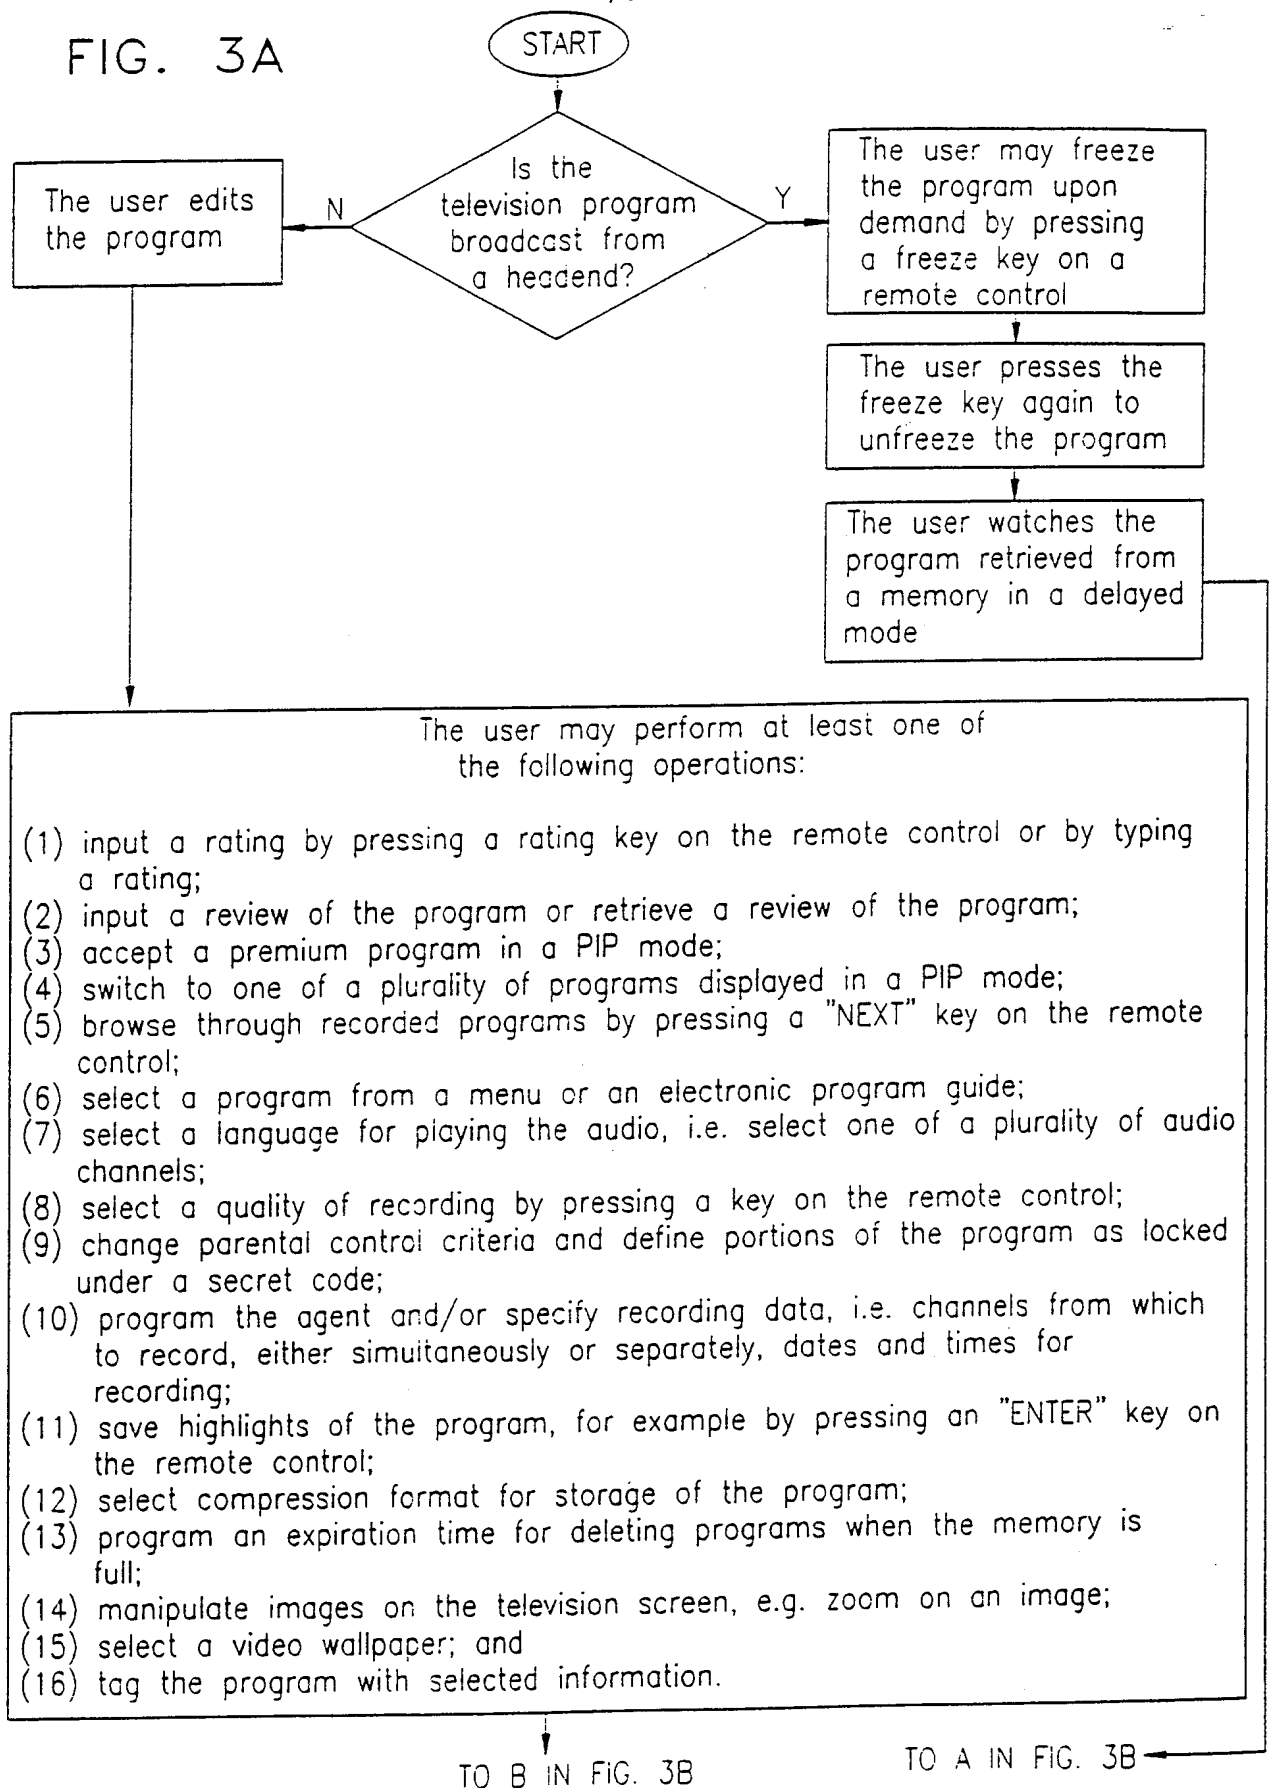 FIG. 3A
START
Is the
television program
broadcast from
a headend?
N
Y
The user edits
the program
The user may freeze
the program upon
demand by pressing
a freeze key on a
remote control
The user presses the
freeze key again to
unfreeze the program
The user watches the
program retrieved from
a memory in a delayed
mode
The user may perform at least one of
the following operations:
(1) input a rating by pressing a rating key on the remote control or by typing
a rating;
(2) input a review of the program or retrieve a review of the program;
(3) accept a premium program in a PIP mode;
(4) switch to one of a plurality of programs displayed in a PIP mode;
(5) browse through recorded programs by pressing a "NEXT" key on the remote
control;
(6) select a program from a menu or an electronic program guide;
(7) select a language for playing the audio, i.e. select one of a plurality of audio
channels;
(8) select a quality of recording by pressing a key on the remote control;
(9) change parental control criteria and define portions of the program as locked
under a secret code;
(10) program the agent and/or specify recording data, i.e. channels from which
to record, either simultaneously or separately, dates and times for
recording;
(11) save highlights of the program, for example by pressing an "ENTER" key on
the remote control;
(12) select compression format for storage of the program;
(13) program an expiration time for deleting programs when the memory is
full;
(14) manipulate images on the television screen, e.g. zoom on an image;
(15) select a video wallpaper; and
(16) tag the program with selected information.
TO B IN FIG. 3B
TO A IN FIG. 3B